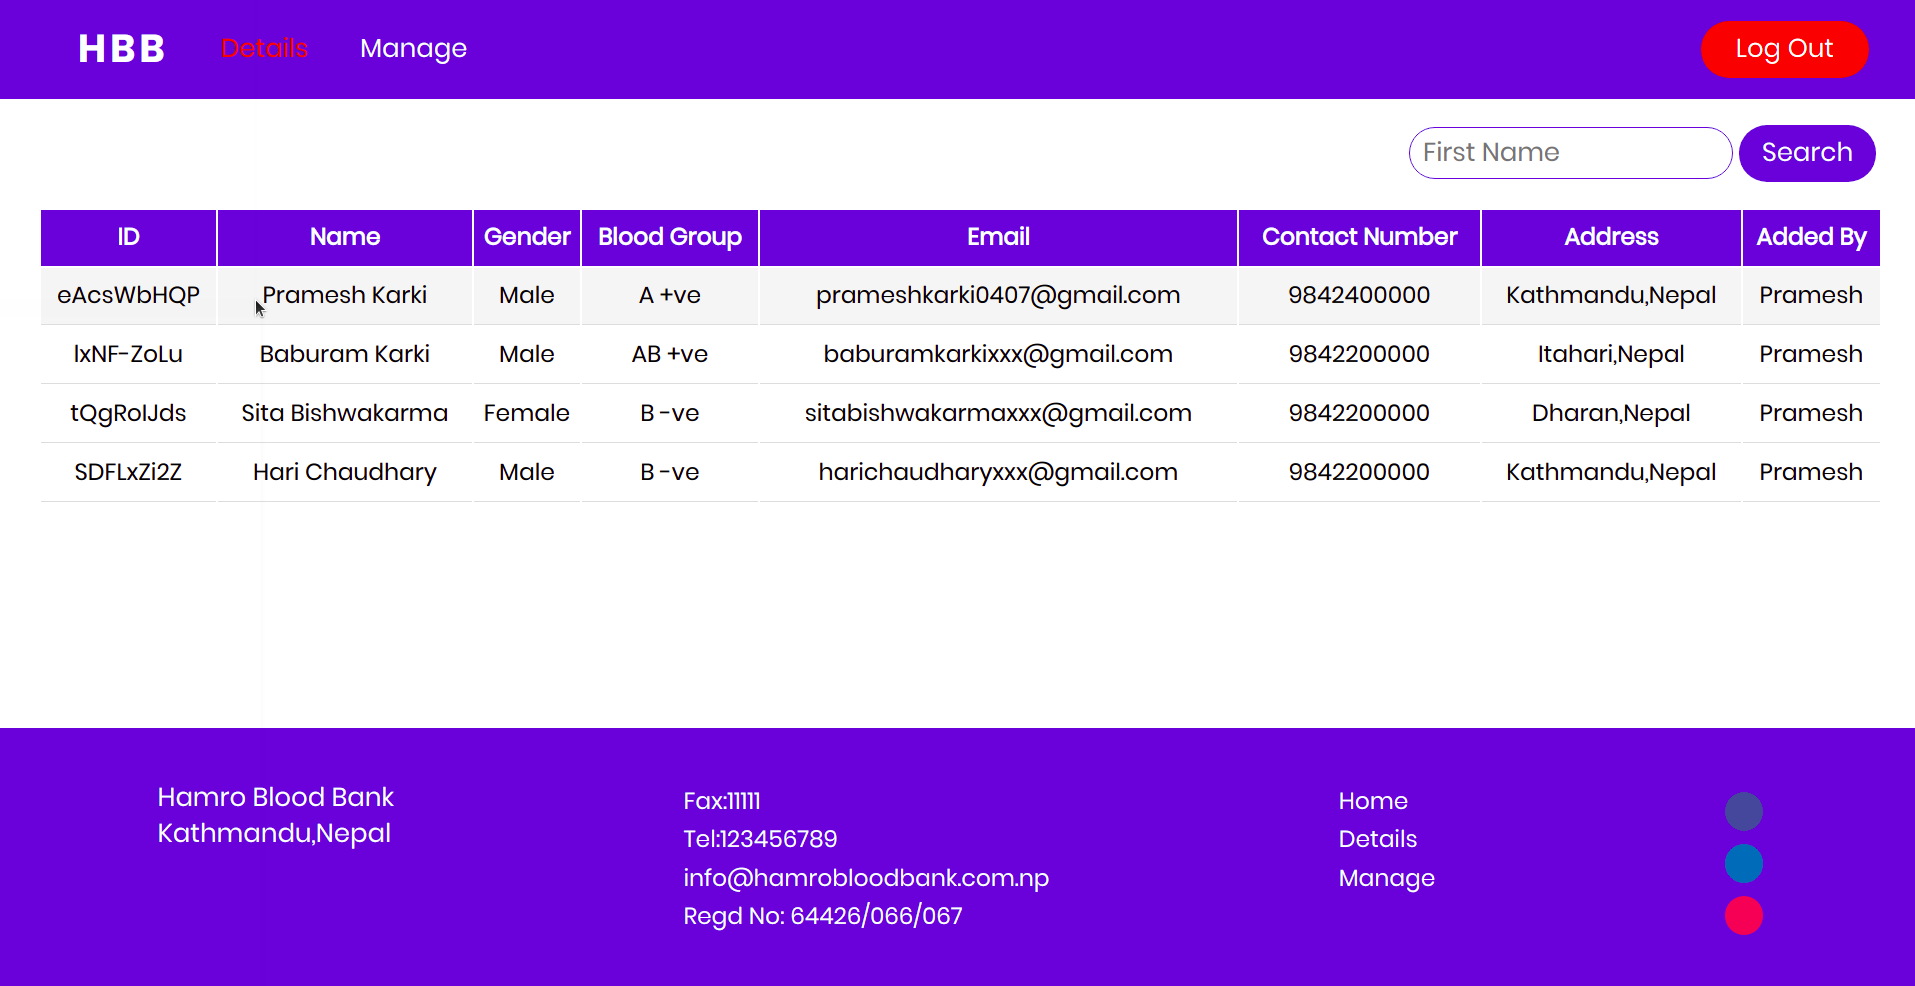 HBB Details Manage Log Out
First Name Search
ID Name Gender Blood Group Email Contact Number Address Added By
eAcsWbHQP Pramesh Karki Male A +ve prameshkarki0407@gmail.com 9842400000 Kathmandu,Nepal Pramesh
lxNF-ZoLu Baburam Karki Male AB +ve baburamkarkixxx@gmail.com 9842200000 Itahari,Nepal Pramesh
tQgRoIJds Sita Bishwakarma Female B -ve sitabishwakarmaxxx@gmail.com 9842200000 Dharan,Nepal Pramesh
SDFLxZi2Z Hari Chaudhary Male B -ve harichaudharyxxx@gmail.com 9842200000 Kathmandu,Nepal Pramesh
Hamro Blood Bank
Kathmandu,Nepal
Fax:11111
Tel:123456789
info@hamrobloodbank.com.np
Regd No: 64426/066/067
Home
Details
Manage